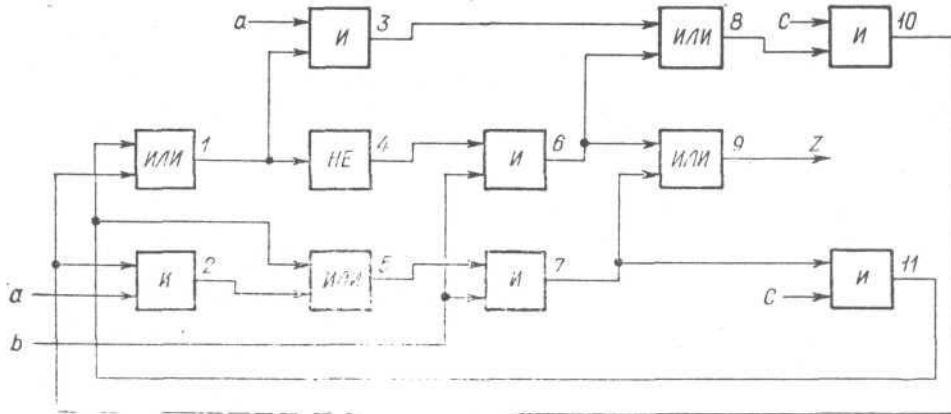 a И 3 ИЛИ 8 C И 10
ИЛИ 1 НЕ 4 И 6 ИЛИ 9 Z
a И 2 ИЛИ 5 И 7 C И 11
b